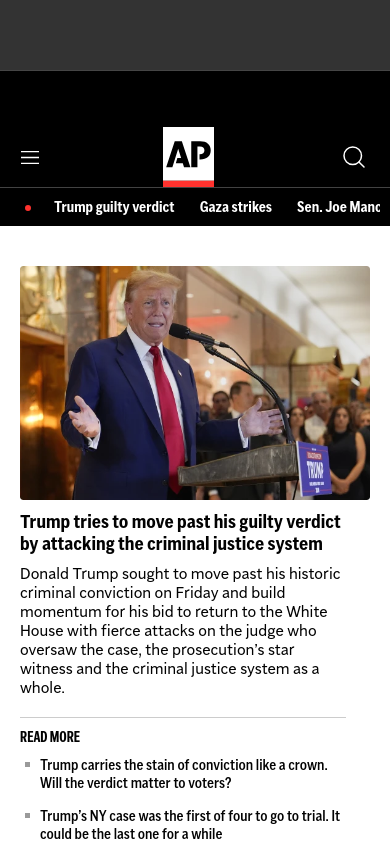 AP
Trump guilty verdict Gaza strikes Sen. Joe Manc
TRUMP
Trump tries to move past his guilty verdict
by attacking the criminal justice system
Donald Trump sought to move past his historic
criminal conviction on Friday and build
momentum for his bid to return to the White
House with fierce attacks on the judge who
oversaw the case, the prosecution’s star
witness and the criminal justice system as a
whole.
READ MORE
Trump carries the stain of conviction like a crown.
Will the verdict matter to voters?
Trump’s NY case was the first of four to go to trial. It
could be the last one for a while